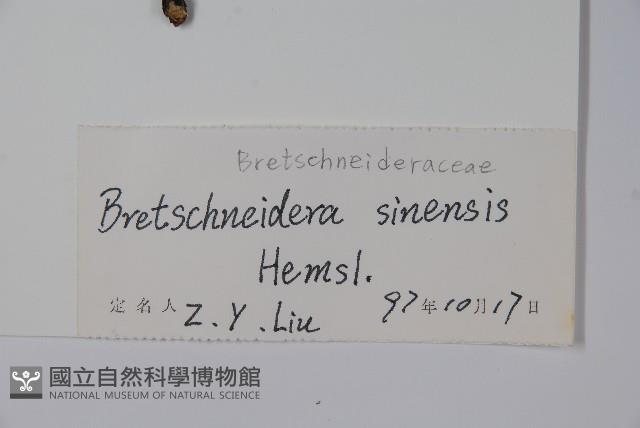 Bretschneideraceae
Bretschneidera sinensis
Hemsl.
定名人 Z.Y.Liu 97年10月17日
國立自然科學博物館
NATIONAL MUSEUM OF NATURAL SCIENCE